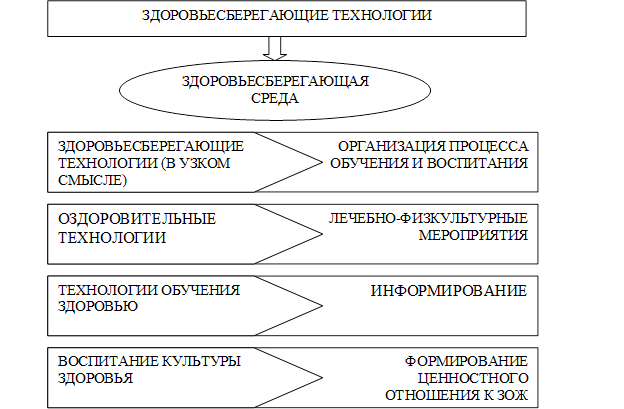 ЗДОРОВЬЕСБЕРЕГАЮЩИЕ ТЕХНОЛОГИИ
ЗДОРОВЬЕСБЕРЕГАЮЩАЯ
СРЕДА
ЗДОРОВЬЕСБЕРЕГАЮЩИЕ
ТЕХНОЛОГИИ (В УЗКОМ
СМЫСЛЕ)
ОРГАНИЗАЦИЯ ПРОЦЕССА
ОБУЧЕНИЯ И ВОСПИТАНИЯ
ОЗДОРОВИТЕЛЬНЫЕ
ТЕХНОЛОГИИ
ЛЕЧЕБНО-ФИЗКУЛЬТУРНЫЕ
МЕРОПРИЯТИЯ
ТЕХНОЛОГИИ ОБУЧЕНИЯ
ЗДОРОВЬЮ
ИНФОРМИРОВАНИЕ
ВОСПИТАНИЕ КУЛЬТУРЫ
ЗДОРОВЬЯ
ФОРМИРОВАНИЕ
ЦЕННОСТНОГО
ОТНОШЕНИЯ К ЗОЖ